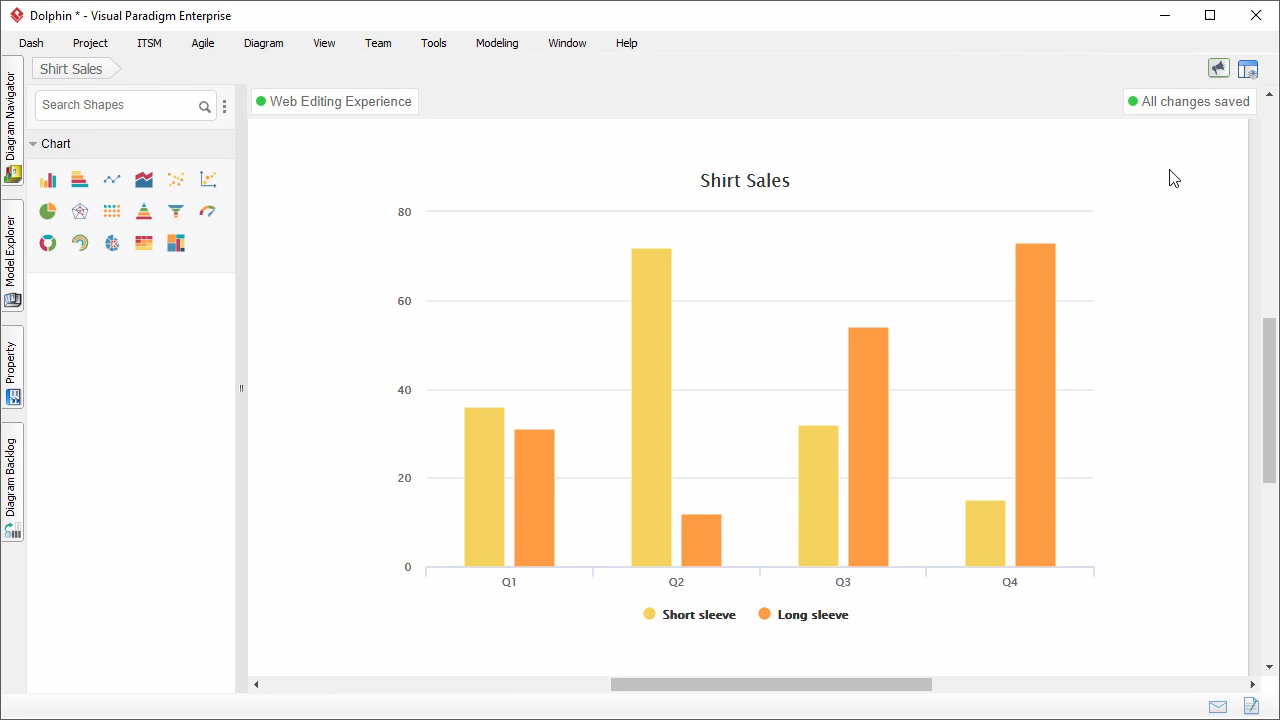 Dolphin * - Visual Paradigm Enterprise
Dash Project ITSM Agile Diagram View Team Tools Modeling Window Help
Shirt Sales
Diagram Navigator
Model Explorer
Property
Diagram Backlog
Search Shapes
Chart
Web Editing Experience
All changes saved
Shirt Sales
80
60
40
20
0
Q1 Q2 Q3 Q4
Short sleeve Long sleeve